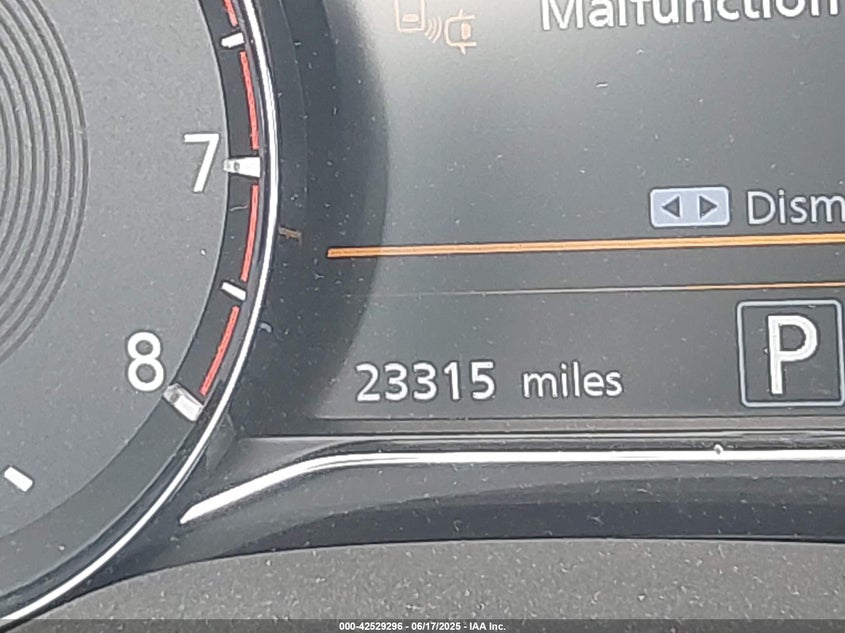 Malfunction
7
Dism
8
23315 miles
P
000-42529296 - 06/17/2025 - IAA Inc.